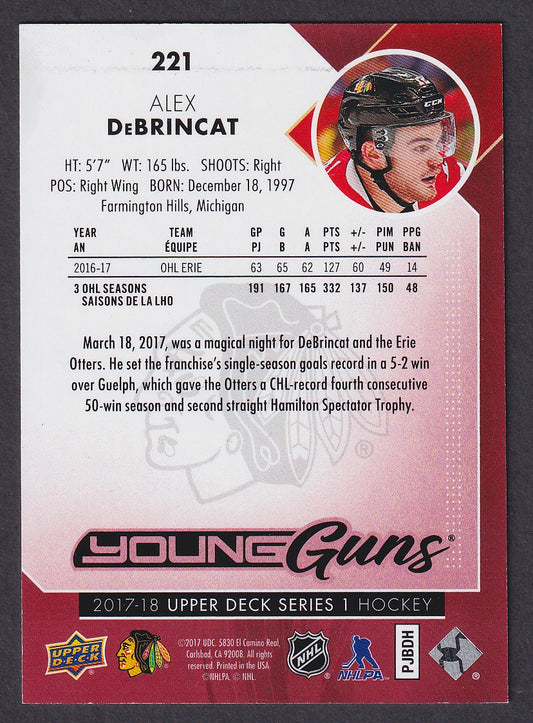 221
ALEX
DEBRINCAT
HT: 5'7" WT: 165 lbs. SHOOTS: Right
POS: Right Wing BORN: December 18, 1997
Farmington Hills, Michigan
YEAR TEAM GP G A PTS +/- PIM PPG
AN ÉQUIPE PJ B A PTS +/- PUN BAN
2016-17 OHL ERIE 63 65 62 127 60 49 14
3 OHL SEASONS 191 167 165 332 137 150 48
SAISONS DE LA LHO
March 18, 2017, was a magical night for DeBrincat and the Erie
Otters. He set the franchise's single-season goals record in a 5-2 win
over Guelph, which gave the Otters a CHL-record fourth consecutive
50-win season and second straight Hamilton Spectator Trophy.
®
YOUNG Guns®
2017-18 UPPER DECK SERIES 1 HOCKEY
UPPER DECK
©2017 UDC. 5830 El Camino Real,
Carlsbad, CA 92008. All rights
reserved. Printed in the USA.
©NHLPA. © NHL.
NHL
NHLPA
PJBDH
®
CCM